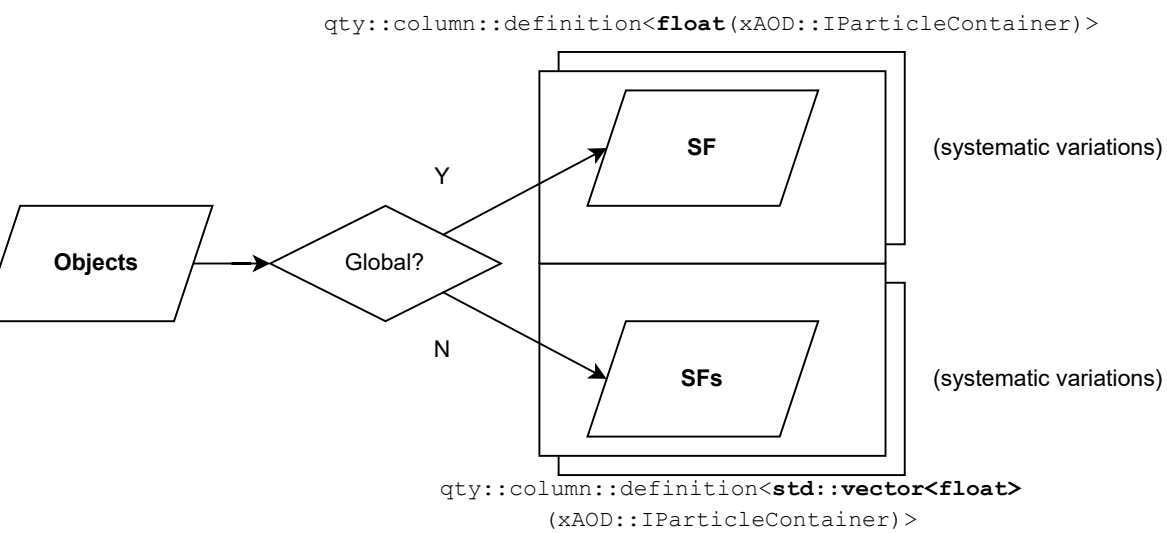 qty::column::definition<float(xAOD::IParticleContainer)>
SF
(systematic variations)
Y
Objects
Global?
N
SFs
(systematic variations)
qty::column::definition<std::vector<float>
(xAOD::IParticleContainer)>